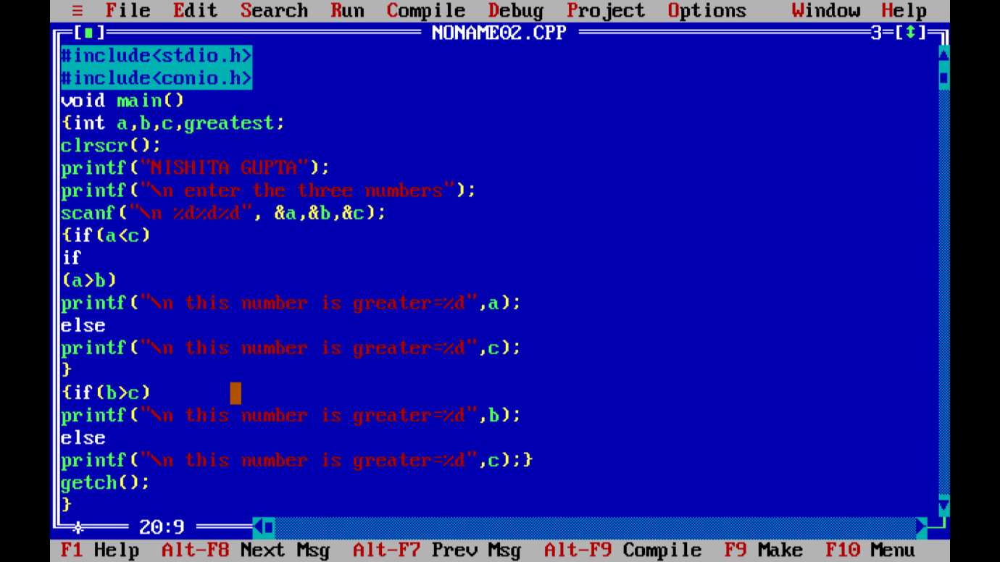 ≡ File Edit Search Run Compile Debug Project Options Window Help
[■] NONAME02.CPP 3=[↕]
#include<stdio.h>
#include<conio.h>
void main()
{int a,b,c,greatest;
clrscr();
printf("NISHITA GUPTA");
printf("\n enter the three numbers");
scanf("\n %d%d%d", &a,&b,&c);
{if(a<c)
if
(a>b)
printf("\n this number is greater=%d",a);
else
printf("\n this number is greater=%d",c);
}
{if(b>c)
printf("\n this number is greater=%d",b);
else
printf("\n this number is greater=%d",c);}
getch();
}
20:9
F1 Help Alt-F8 Next Msg Alt-F7 Prev Msg Alt-F9 Compile F9 Make F10 Menu